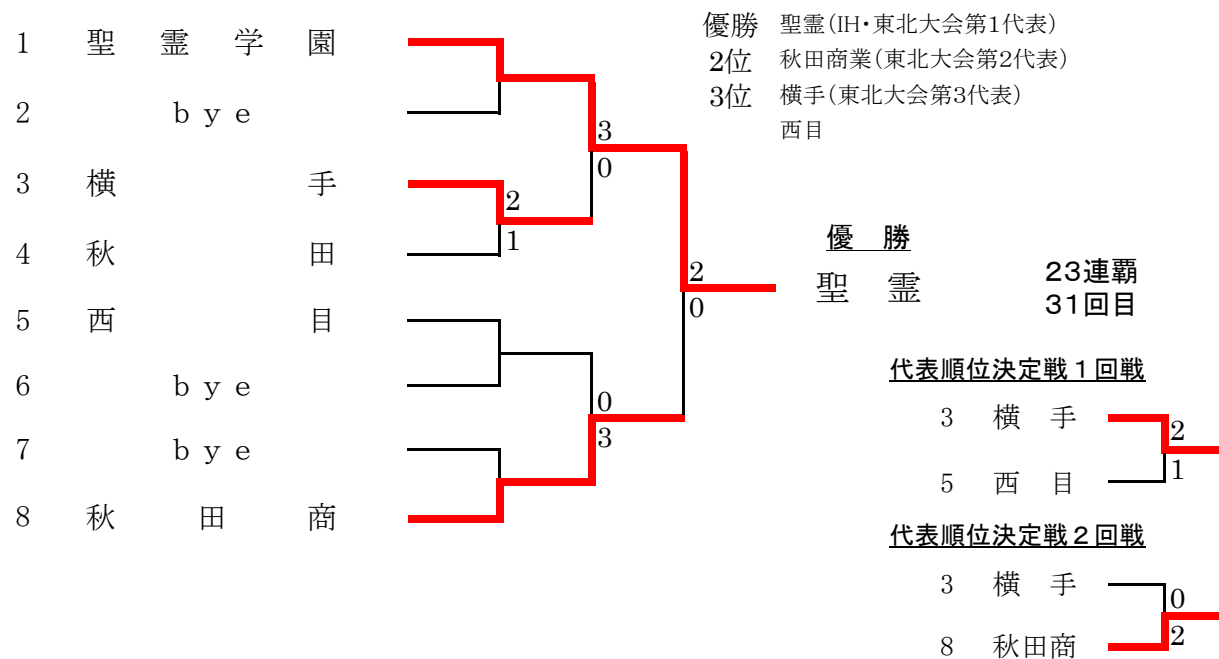 1 聖霊学園
2 bye
3 横手
4 秋田
5 西目
6 bye
7 bye
8 秋田商
3
0
2
1
0
3
2
0
優勝 聖霊(IH・東北大会第1代表)
2位 秋田商業(東北大会第2代表)
3位 横手(東北大会第3代表)
西目
優 勝
聖 霊
23連覇
31回目
代表順位決定戦1回戦
3 横 手
5 西 目
2
1
代表順位決定戦2回戦
3 横 手
8 秋田商
0
2